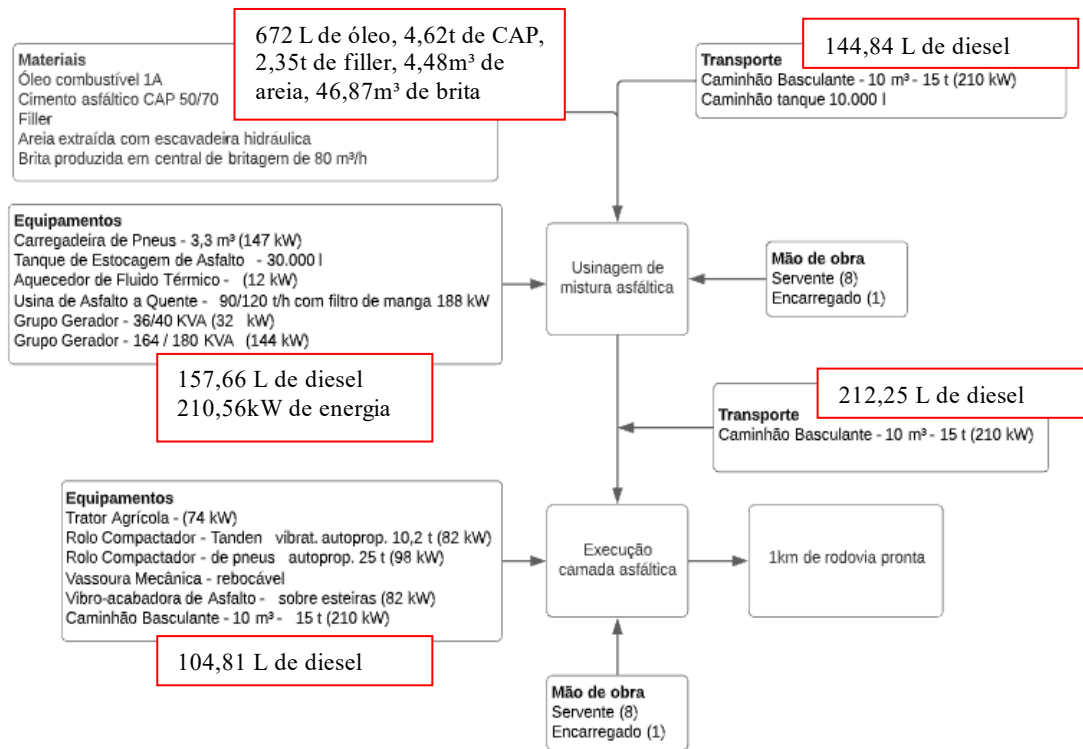 Materiais
Óleo combustível 1A
Cimento asfáltico CAP 50/70
Filler
Areia extraída com escavadeira hidráulica
Brita produzida em central de britagem de 80 m³/h
672 L de óleo, 4,62t de CAP,
2,35t de filler, 4,48m³ de
areia, 46,87m³ de brita
144,84 L de diesel
Transporte
Caminhão Basculante - 10 m³ - 15 t (210 kW)
Caminhão tanque 10.000 l
Equipamentos
Carregadeira de Pneus - 3,3 m³ (147 kW)
Tanque de Estocagem de Asfalto - 30.000 l
Aquecedor de Fluido Térmico - (12 kW)
Usina de Asfalto a Quente - 90/120 t/h com filtro de manga 188 kW
Grupo Gerador - 36/40 KVA (32 kW)
Grupo Gerador - 164 / 180 KVA (144 kW)
157,66 L de diesel
210,56kW de energia
Usinagem de
mistura asfáltica
Mão de obra
Servente (8)
Encarregado (1)
212,25 L de diesel
Transporte
Caminhão Basculante - 10 m³ - 15 t (210 kW)
Equipamentos
Trator Agrícola - (74 kW)
Rolo Compactador - Tanden vibrat. autoprop. 10,2 t (82 kW)
Rolo Compactador - de pneus autoprop. 25 t (98 kW)
Vassoura Mecânica - rebocável
Vibro-acabadora de Asfalto - sobre esteiras (82 kW)
Caminhão Basculante - 10 m³ - 15 t (210 kW)
104,81 L de diesel
Execução
camada asfáltica
1km de rodovia pronta
Mão de obra
Servente (8)
Encarregado (1)